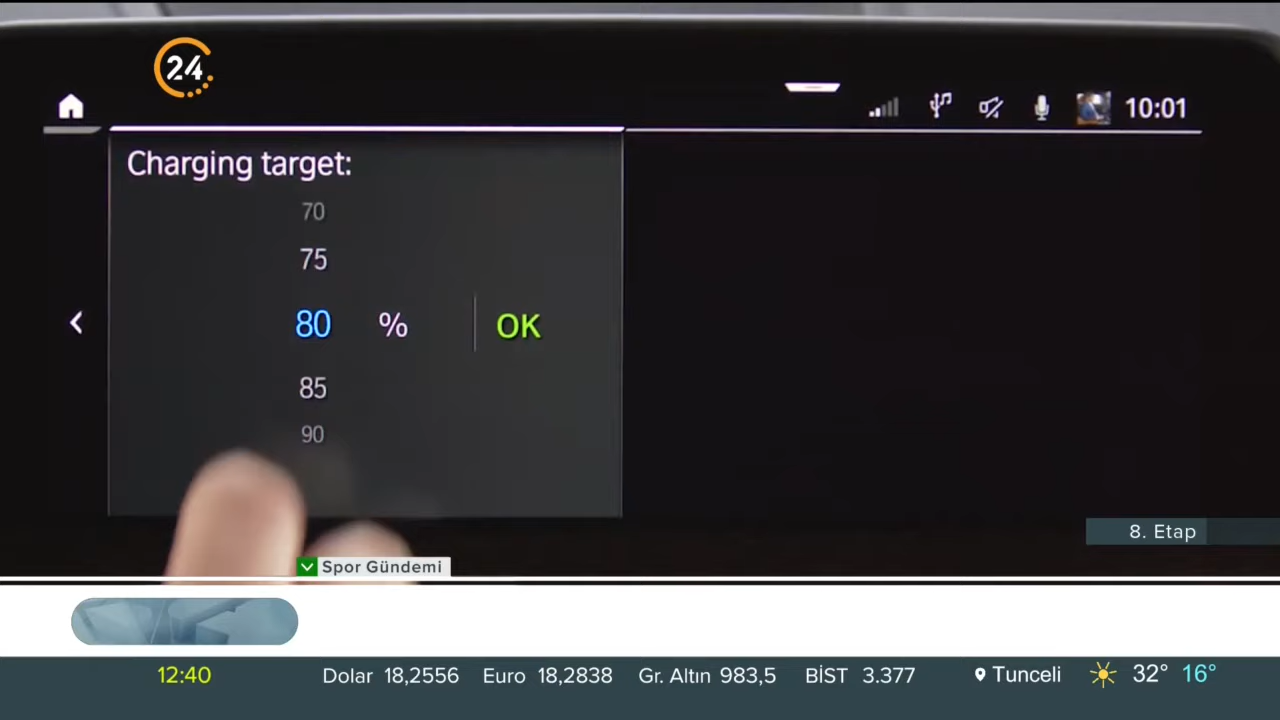 24
10:01
Charging target:
70
75
80 % OK
85
90
8. Etap
Spor Gündemi
12:40 Dolar 18,2556 Euro 18,2838 Gr. Altın 983,5 BİST 3.377 Tunceli 32° 16°